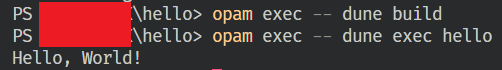 PS \hello> opam exec -- dune build
PS \hello> opam exec -- dune exec hello
Hello, World!